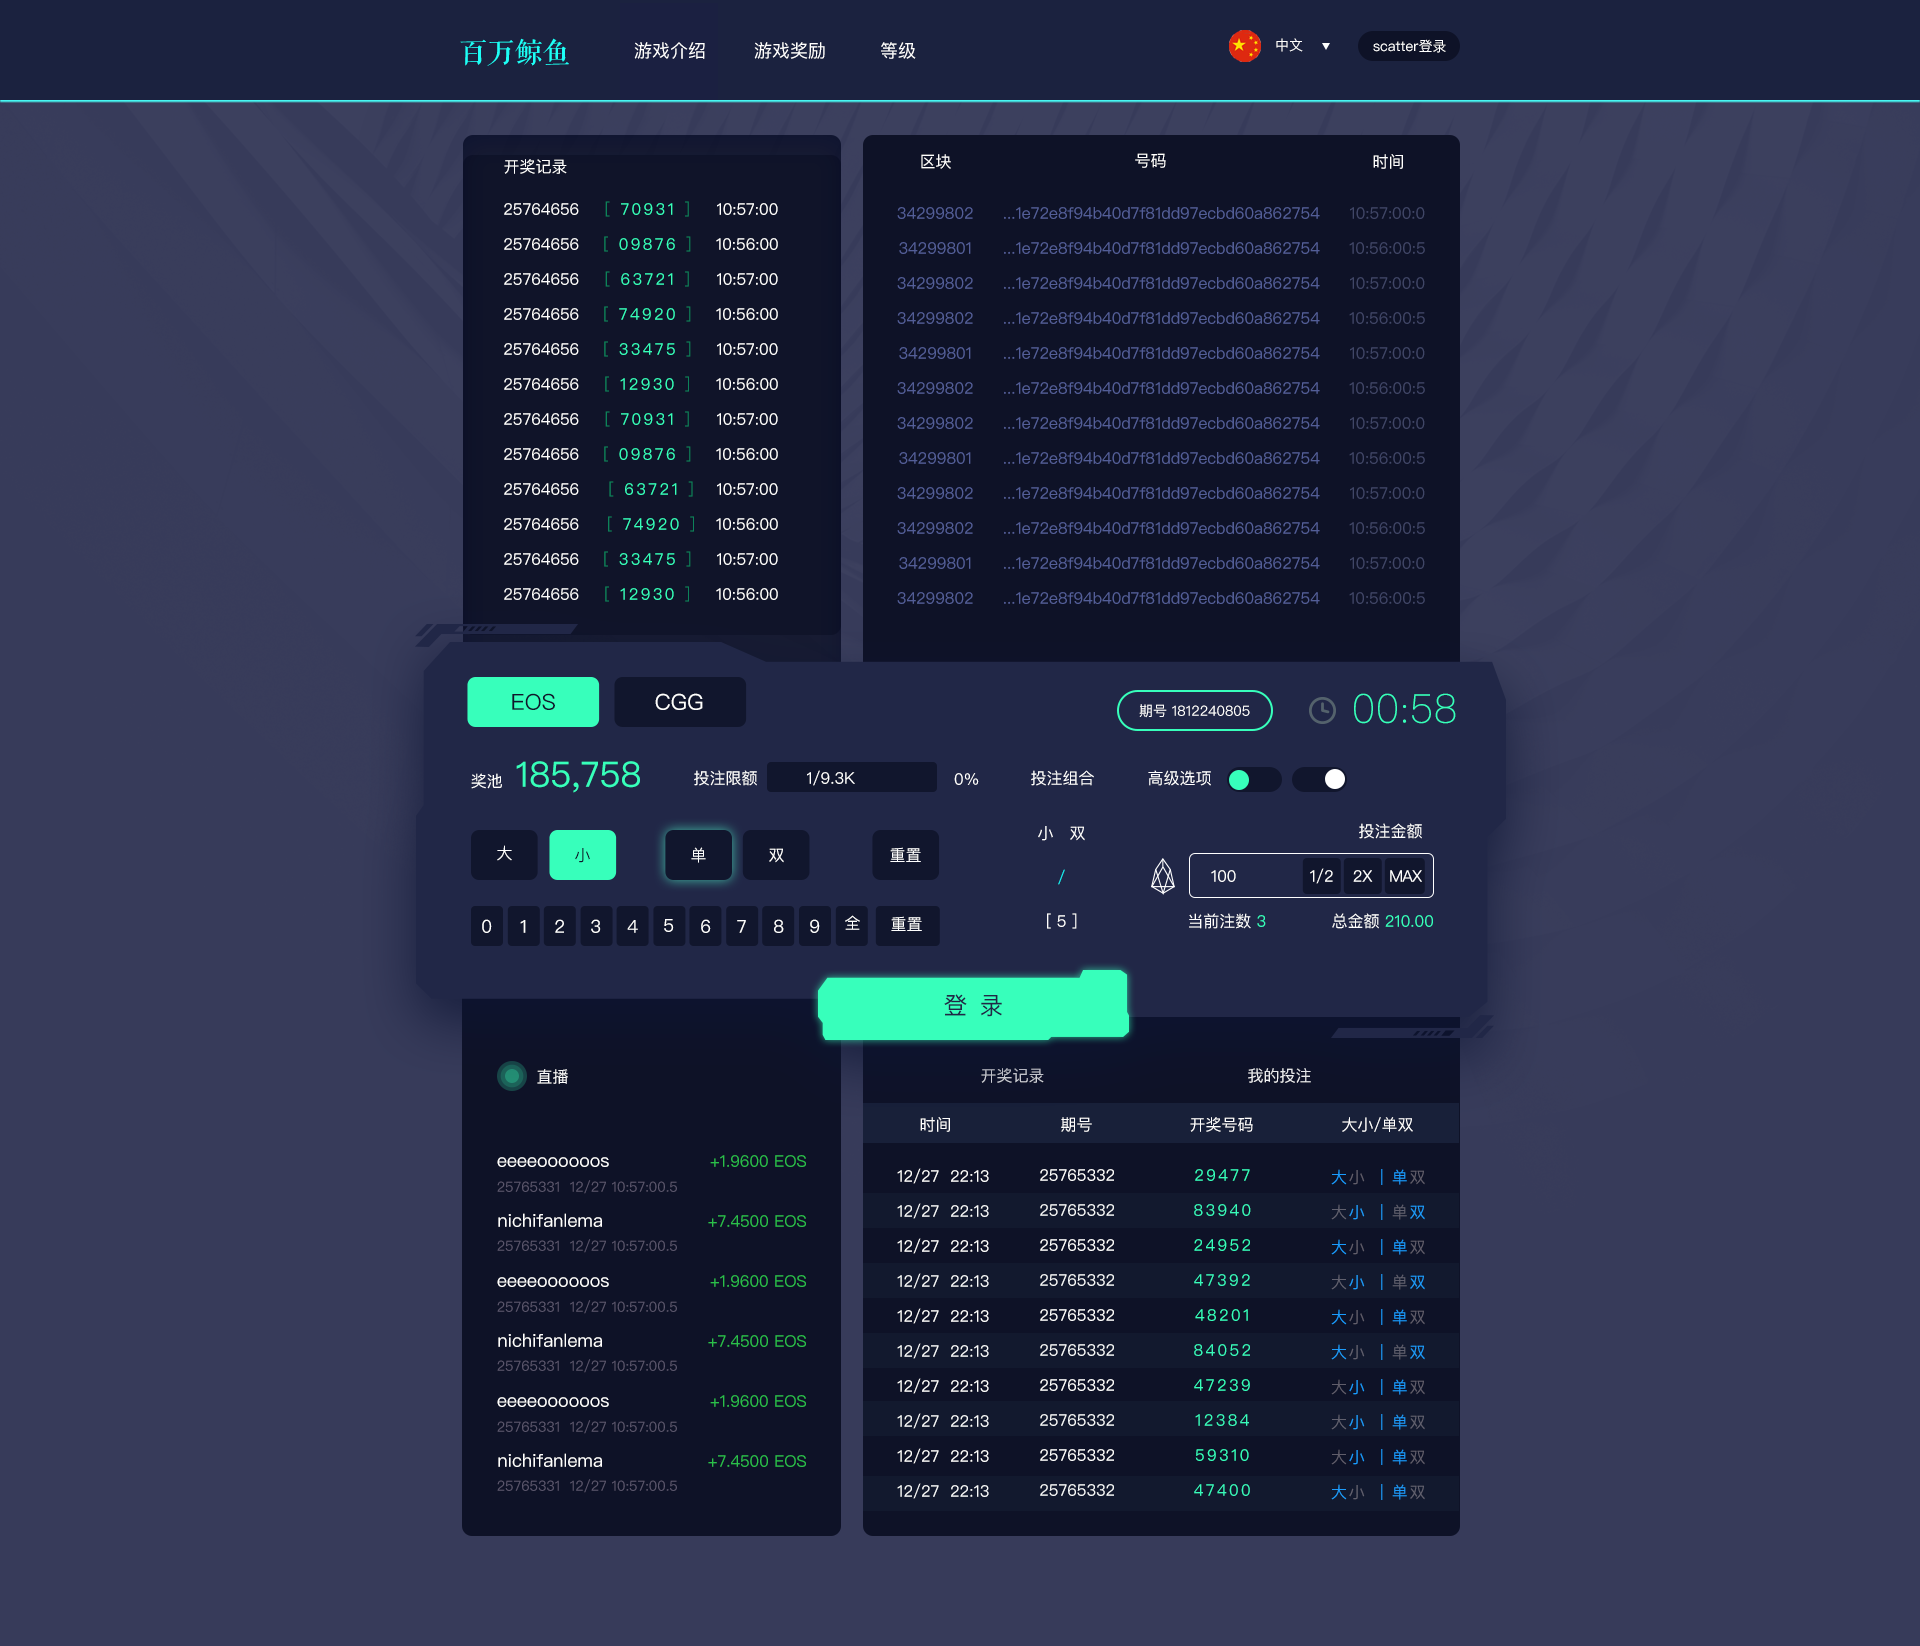 百万鲸鱼 游戏介绍 游戏奖励 等级 中文 ▼ scatter登录
开奖记录
25764656 [ 70931 ] 10:57:00
25764656 [ 09876 ] 10:56:00
25764656 [ 63721 ] 10:57:00
25764656 [ 74920 ] 10:56:00
25764656 [ 33475 ] 10:57:00
25764656 [ 12930 ] 10:56:00
25764656 [ 70931 ] 10:57:00
25764656 [ 09876 ] 10:56:00
25764656 [ 63721 ] 10:57:00
25764656 [ 74920 ] 10:56:00
25764656 [ 33475 ] 10:57:00
25764656 [ 12930 ] 10:56:00
区块 号码 时间
34299802 ...1e72e8f94b40d7f81dd97ecbd60a862754 10:57:00:0
34299801 ...1e72e8f94b40d7f81dd97ecbd60a862754 10:56:00:5
34299802 ...1e72e8f94b40d7f81dd97ecbd60a862754 10:57:00:0
34299802 ...1e72e8f94b40d7f81dd97ecbd60a862754 10:56:00:5
34299801 ...1e72e8f94b40d7f81dd97ecbd60a862754 10:57:00:0
34299802 ...1e72e8f94b40d7f81dd97ecbd60a862754 10:56:00:5
34299802 ...1e72e8f94b40d7f81dd97ecbd60a862754 10:57:00:0
34299801 ...1e72e8f94b40d7f81dd97ecbd60a862754 10:56:00:5
34299802 ...1e72e8f94b40d7f81dd97ecbd60a862754 10:57:00:0
34299802 ...1e72e8f94b40d7f81dd97ecbd60a862754 10:56:00:5
34299801 ...1e72e8f94b40d7f81dd97ecbd60a862754 10:57:00:0
34299802 ...1e72e8f94b40d7f81dd97ecbd60a862754 10:56:00:5
EOS CGG 期号 1812240805 00:58
奖池 185,758 投注限额 1/9.3K 0% 投注组合 高级选项
大 小 单 双 重置
0 1 2 3 4 5 6 7 8 9 全 重置
小 双
/
[ 5 ]
投注金额
100 1/2 2X MAX
当前注数 3 总金额 210.00
登 录
直播
eeeeoooooos +1.9600 EOS
25765331 12/27 10:57:00.5
nichifanlema +7.4500 EOS
25765331 12/27 10:57:00.5
eeeeoooooos +1.9600 EOS
25765331 12/27 10:57:00.5
nichifanlema +7.4500 EOS
25765331 12/27 10:57:00.5
eeeeoooooos +1.9600 EOS
25765331 12/27 10:57:00.5
nichifanlema +7.4500 EOS
25765331 12/27 10:57:00.5
开奖记录 我的投注
时间 期号 开奖号码 大小/单双
12/27 22:13 25765332 29477 大小 | 单双
12/27 22:13 25765332 83940 大小 | 单双
12/27 22:13 25765332 24952 大小 | 单双
12/27 22:13 25765332 47392 大小 | 单双
12/27 22:13 25765332 48201 大小 | 单双
12/27 22:13 25765332 84052 大小 | 单双
12/27 22:13 25765332 47239 大小 | 单双
12/27 22:13 25765332 12384 大小 | 单双
12/27 22:13 25765332 59310 大小 | 单双
12/27 22:13 25765332 47400 大小 | 单双